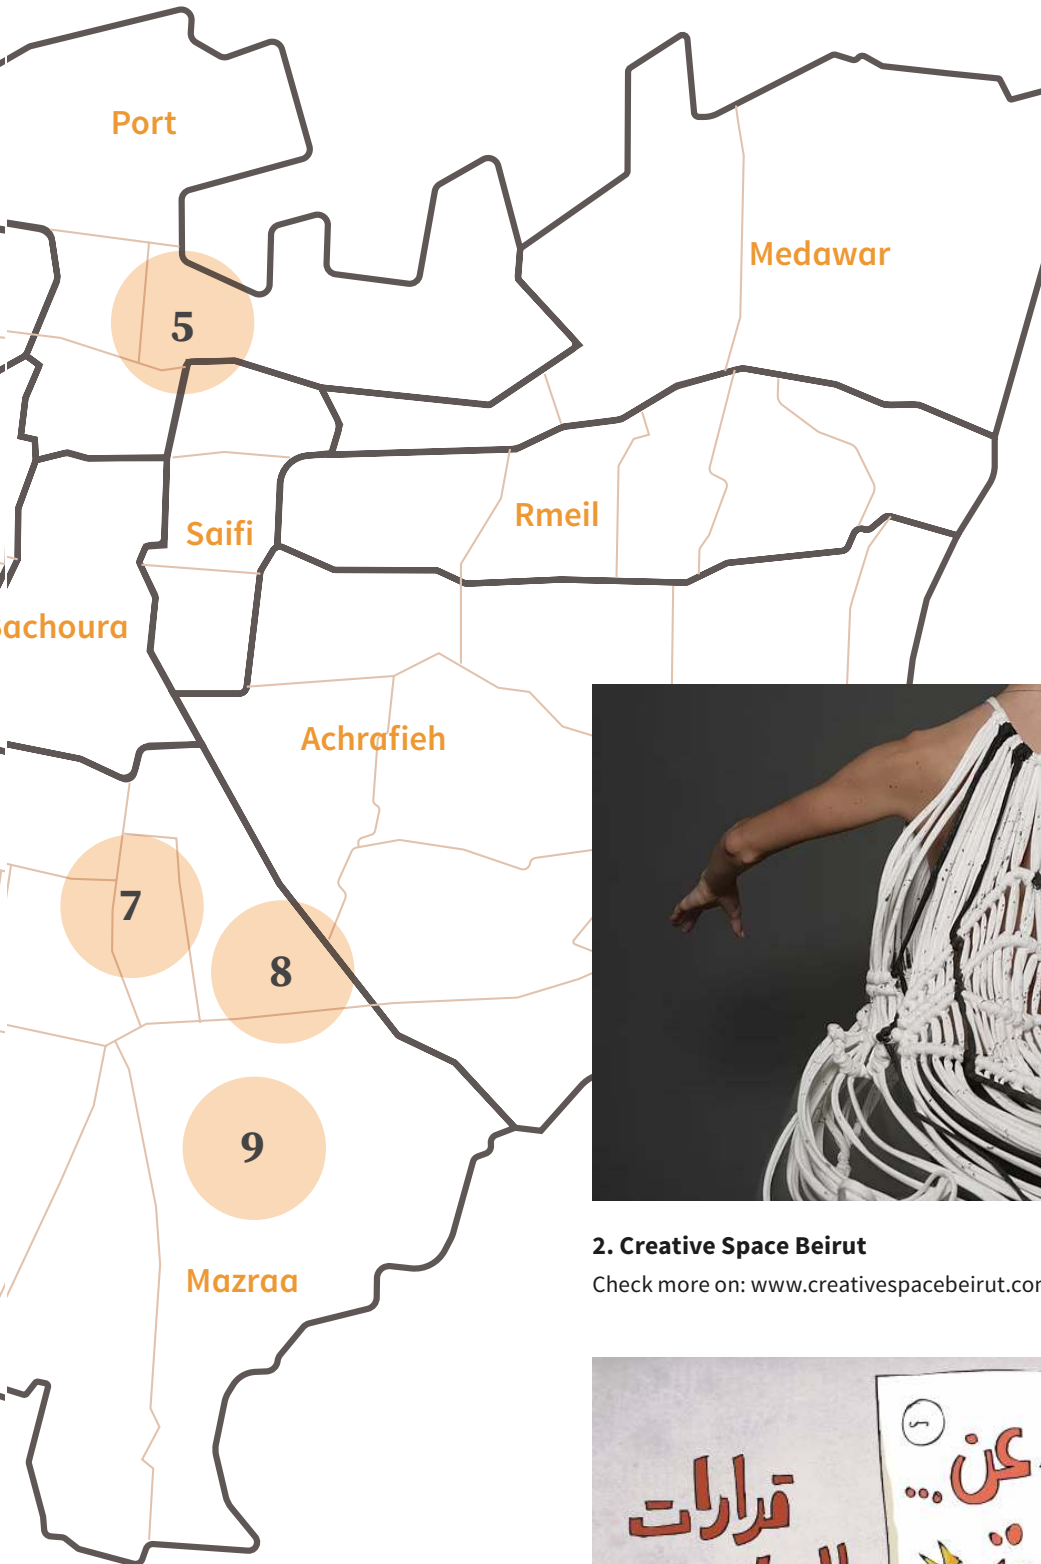 Port
Medawar
5
Saifi
Rmeil
achoura
Achrafieh
7
8
9
Mazraa
2. Creative Space Beirut
Check more on: www.creativespacebeirut.co
عن ...
قرارات